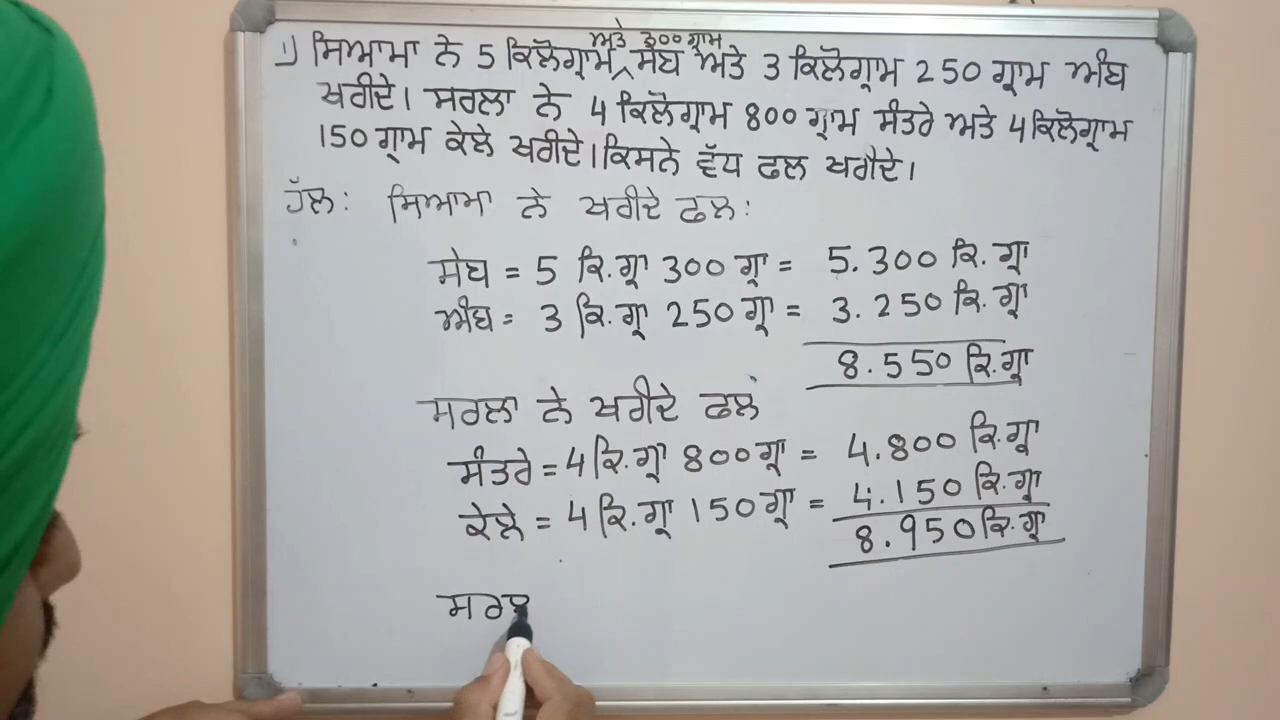 ਅਤੇ 300 ਗ੍ਰਾਮ
1) ਸਿਆਮਾ ਨੇ 5 ਕਿਲੋਗ੍ਰਾਮ ਸੇਬ ਅਤੇ 3 ਕਿਲੋਗ੍ਰਾਮ 250 ਗ੍ਰਾਮ ਅੰਬ
ਖਰੀਦੇ। ਸਰਲਾ ਨੇ 4 ਕਿਲੋਗ੍ਰਾਮ 800 ਗ੍ਰਾਮ ਸੰਤਰੇ ਅਤੇ 4 ਕਿਲੋਗ੍ਰਾਮ
150 ਗ੍ਰਾਮ ਕੇਲੇ ਖਰੀਦੇ। ਕਿਸਨੇ ਵੱਧ ਫਲ ਖਰੀਦੇ।
ਹੱਲ: ਸਿਆਮਾ ਨੇ ਖਰੀਦੇ ਫਲ:
ਸੇਬ = 5 ਕਿ.ਗ੍ਰਾ 300 ਗ੍ਰਾ = 5.300 ਕਿ.ਗ੍ਰਾ
ਅੰਬ = 3 ਕਿ.ਗ੍ਰਾ 250 ਗ੍ਰਾ = 3.250 ਕਿ.ਗ੍ਰਾ
8.550 ਕਿ.ਗ੍ਰਾ
ਸਰਲਾ ਨੇ ਖਰੀਦੇ ਫਲ
ਸੰਤਰੇ = 4 ਕਿ.ਗ੍ਰਾ 800 ਗ੍ਰਾ = 4.800 ਕਿ.ਗ੍ਰਾ
ਕੇਲੇ = 4 ਕਿ.ਗ੍ਰਾ 150 ਗ੍ਰਾ = 4.150 ਕਿ.ਗ੍ਰਾ
8.950 ਕਿ.ਗ੍ਰਾ